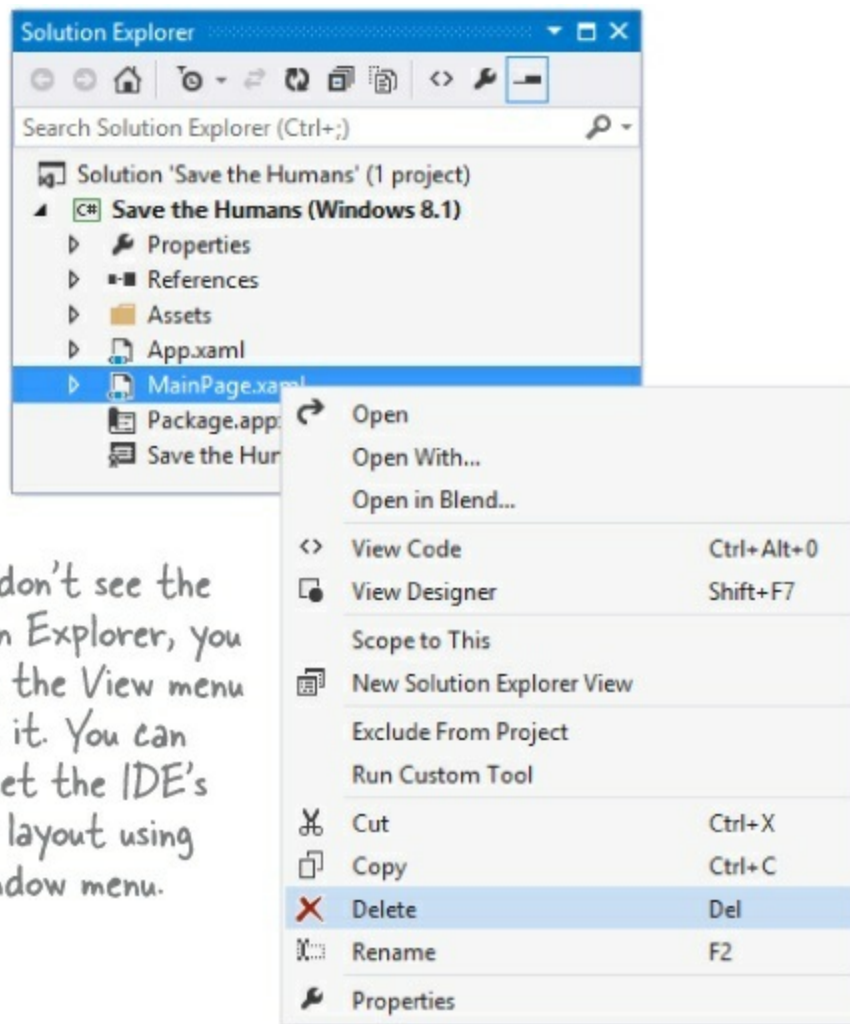 Solution Explorer
Search Solution Explorer (Ctrl+;)
Solution 'Save the Humans' (1 project)
C# Save the Humans (Windows 8.1)
Properties
References
Assets
App.xaml
MainPage.xaml
Package.app
Save the Hur
Open
Open With...
Open in Blend...
View Code Ctrl+Alt+0
View Designer Shift+F7
Scope to This
New Solution Explorer View
Exclude From Project
Run Custom Tool
Cut Ctrl+X
Copy Ctrl+C
Delete Del
Rename F2
Properties
don't see the
n Explorer, you
the View menu
it. You can
et the IDE's
layout using
ndow menu.